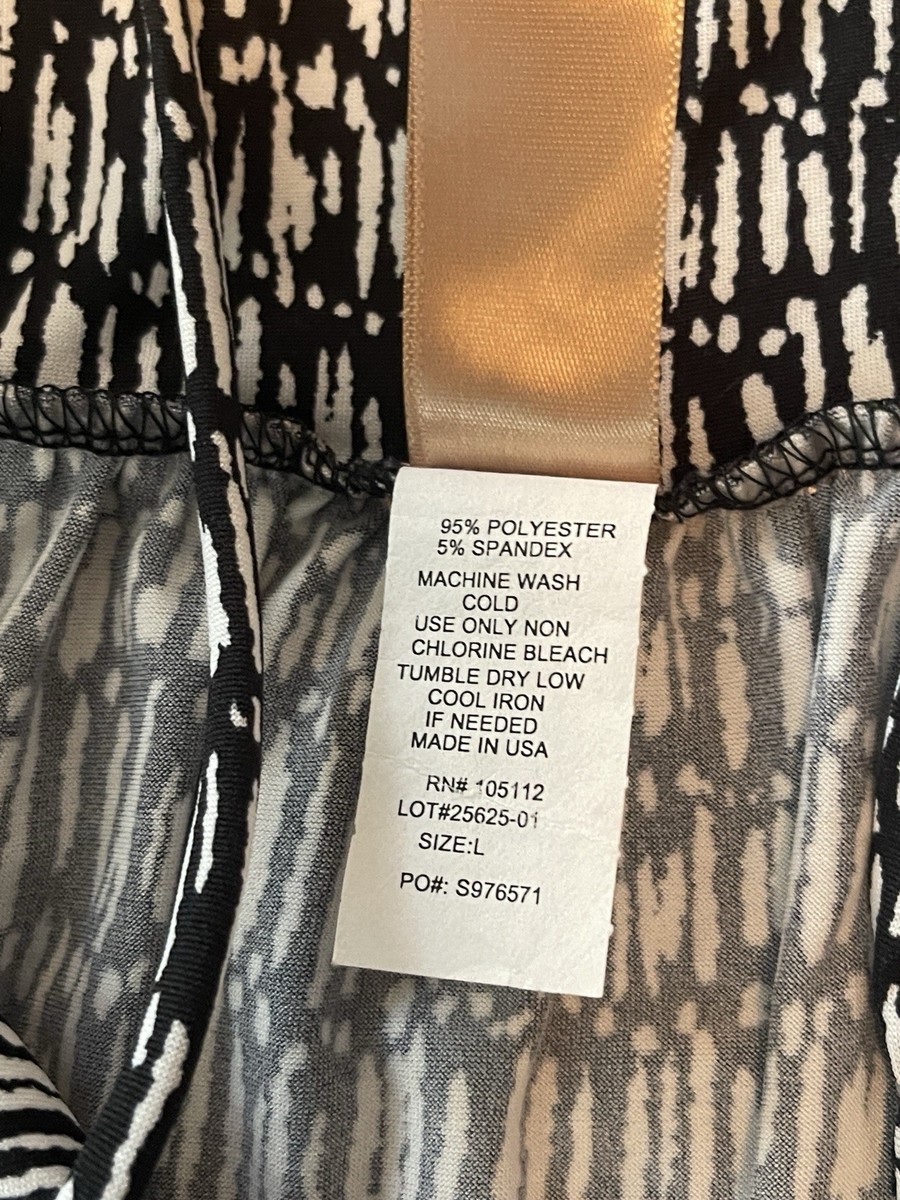 95% POLYESTER
5% SPANDEX
MACHINE WASH
COLD
USE ONLY NON
CHLORINE BLEACH
TUMBLE DRY LOW
COOL IRON
IF NEEDED
MADE IN USA
RN# 105112
LOT#25625-01
SIZE:L
PO#: S976571